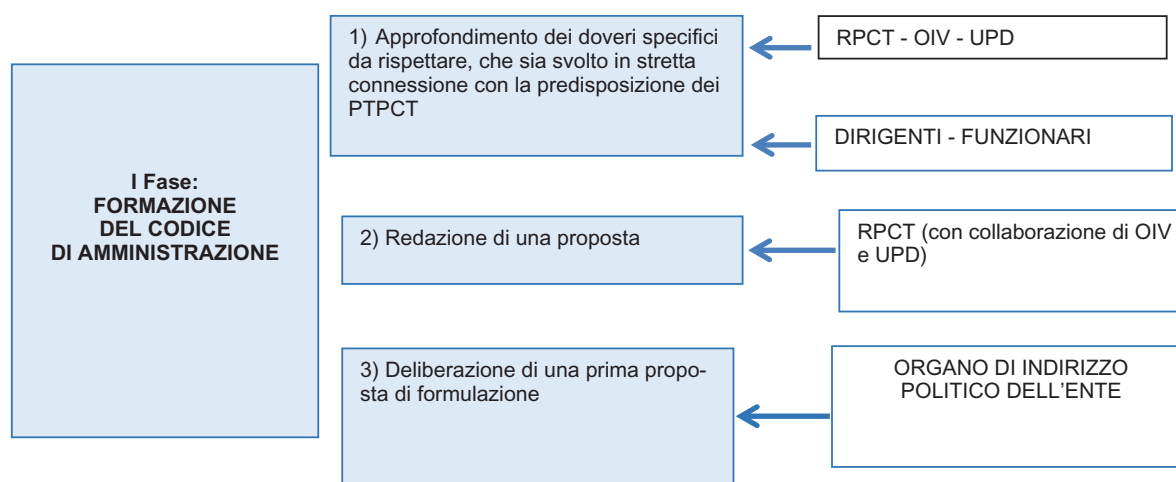 I Fase:
FORMAZIONE
DEL CODICE
DI AMMINISTRAZIONE
1) Approfondimento dei doveri specifici
da rispettare, che sia svolto in stretta
connessione con la predisposizione dei
PTPCT
RPCT - OIV - UPD
DIRIGENTI - FUNZIONARI
2) Redazione di una proposta
RPCT (con collaborazione di OIV
e UPD)
3) Deliberazione di una prima propo-
sta di formulazione
ORGANO DI INDIRIZZO
POLITICO DELL’ENTE